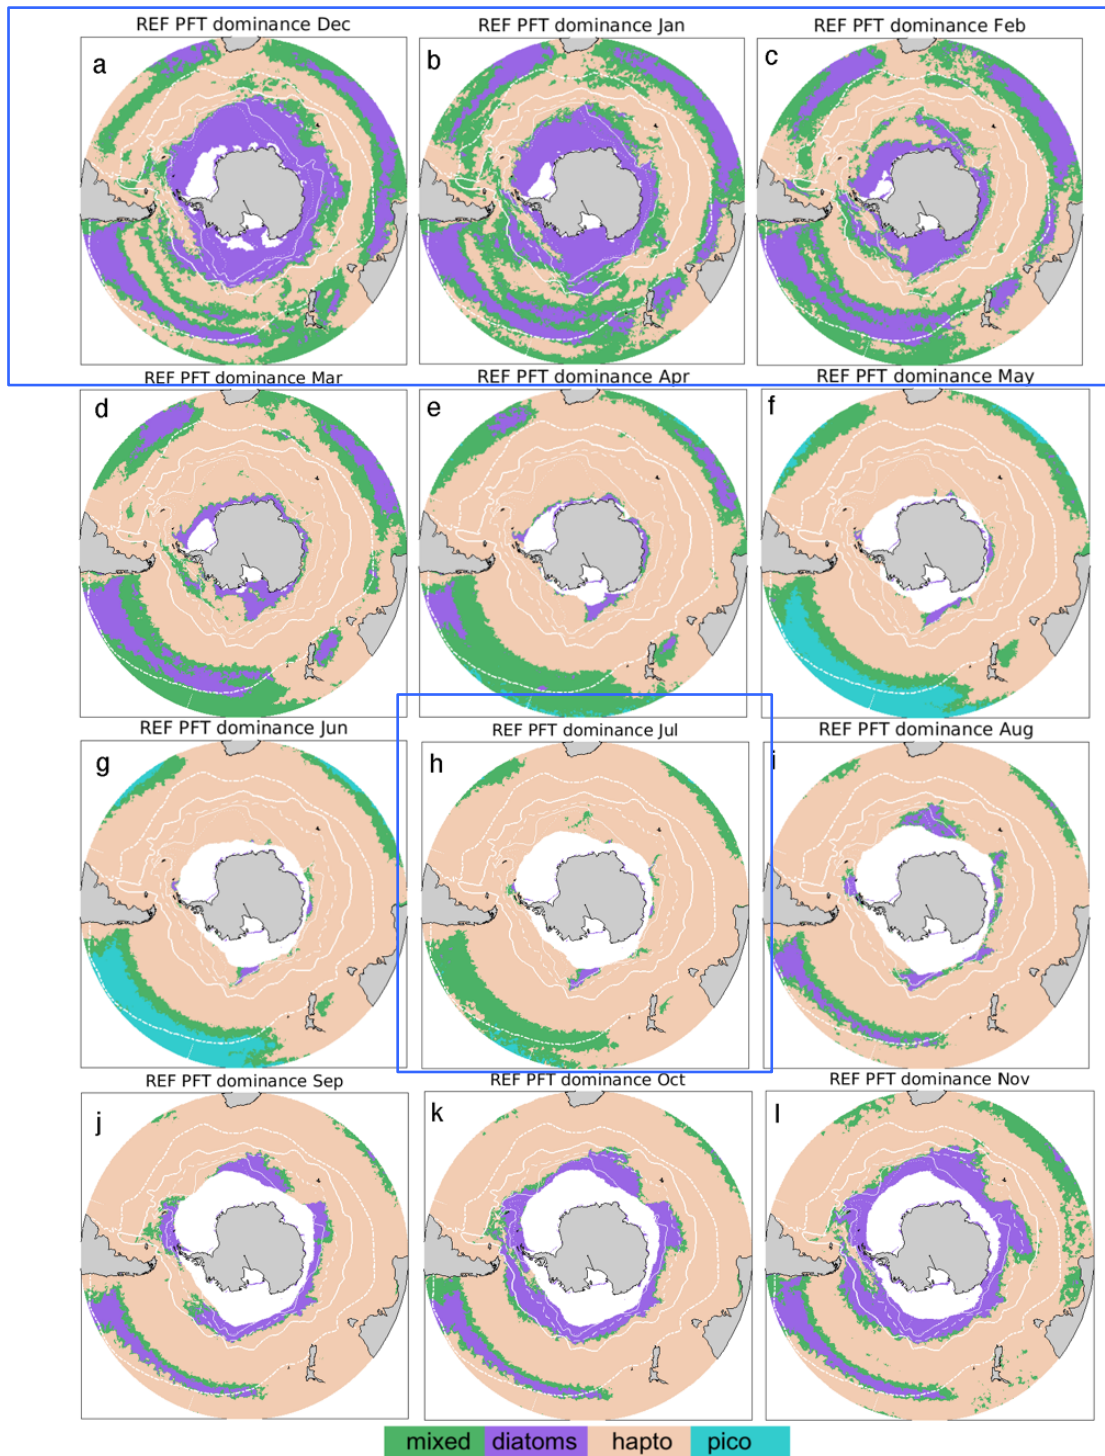 REF PFT dominance Dec
REF PFT dominance Jan
REF PFT dominance Feb
a
b
c
REF PFT dominance Mar
REF PFT dominance Apr
REF PFT dominance May
d
e
f
REF PFT dominance Jun
REF PFT dominance Jul
REF PFT dominance Aug
g
h
i
REF PFT dominance Sep
REF PFT dominance Oct
REF PFT dominance Nov
j
k
l
mixed diatoms hapto pico